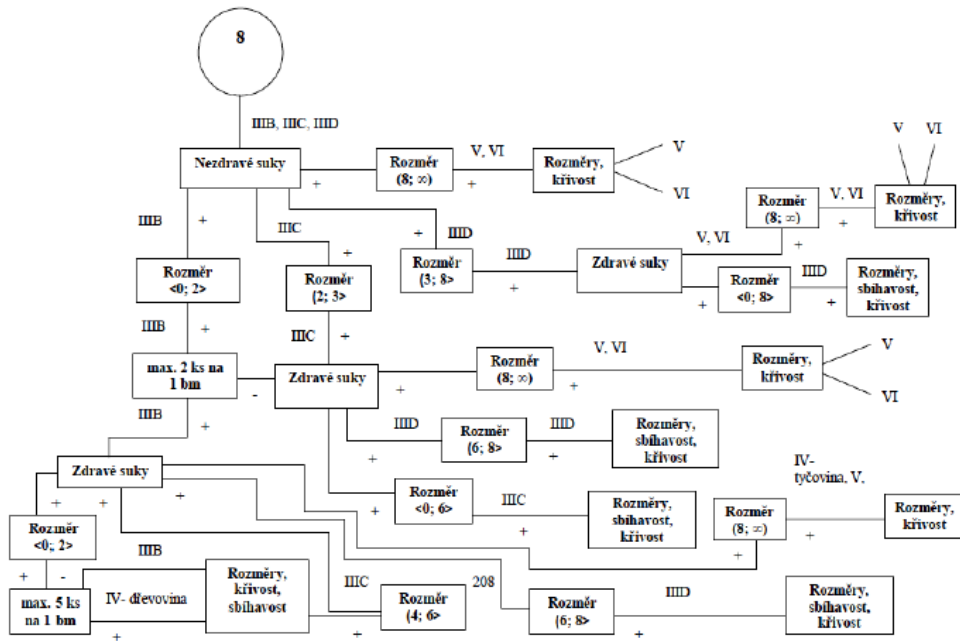 8
IIIB, IIIC, IIID
Nezdravé suky
+
Rozměr
(8; ∞)
V, VI
+
Rozměry,
křivost
V
VI
V
VI
Rozměr
(8; ∞)
V, VI
+
Rozměry,
křivost
IIIB
+
IIIC
+
+
IIID
Rozměr
(3; 8>
IIID
+
Zdravé suky
V, VI
+
+
Rozměr
<0; 8>
IIID
+
Rozměry,
sbíhavost,
křivost
Rozměr
<0; 2>
Rozměr
(2; 3>
IIIB
+
IIIC
+
max. 2 ks na
1 bm
-
Zdravé suky
+
Rozměr
(8; ∞)
V, VI
+
Rozměry,
křivost
V
VI
IIIB
+
IIID
+
Rozměr
(6; 8>
IIID
+
Rozměry,
sbíhavost,
křivost
Zdravé suky
+
+
+
+
Rozměr
<0; 6>
IIIC
+
Rozměry,
sbíhavost,
křivost
IV-
tyčovina, V,
Rozměr
(8; ∞)
+
+
Rozměry,
křivost
Rozměr
<0;, 2>
IIIB
+
-
max. 5 ks
na 1 bm
IV- dřevovina
+
Rozměry,
křivost,
sbíhavost
IIIC
+
Rozměr
(4; 6>
208
Rozměr
(6; 8>
IIID
+
Rozměry,
sbíhavost,
křivost